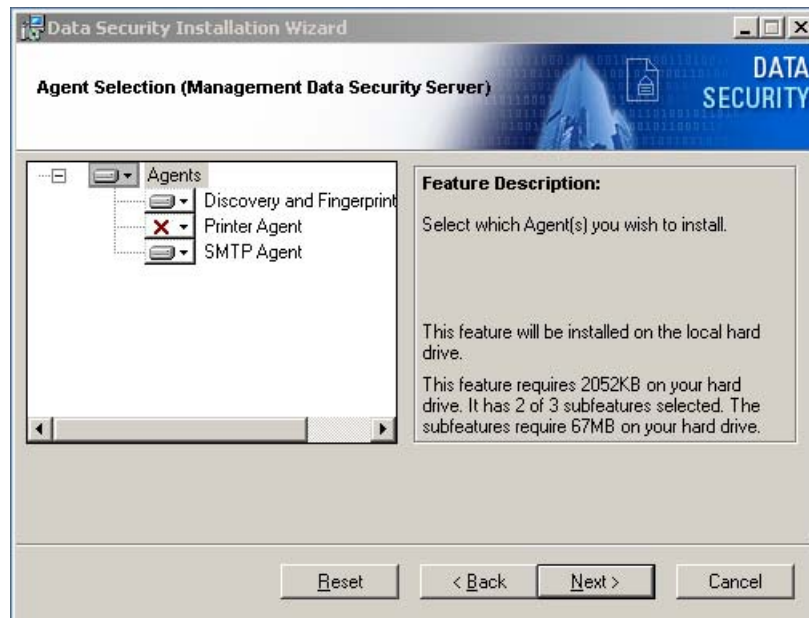 Data Security Installation Wizard
Agent Selection (Management Data Security Server)
DATA
SECURITY
Agents
Discovery and Fingerprint
Printer Agent
SMTP Agent
Feature Description:
Select which Agent(s) you wish to install.
This feature will be installed on the local hard
drive.
This feature requires 2052KB on your hard
drive. It has 2 of 3 subfeatures selected. The
subfeatures require 67MB on your hard drive.
Reset
< Back
Next >
Cancel